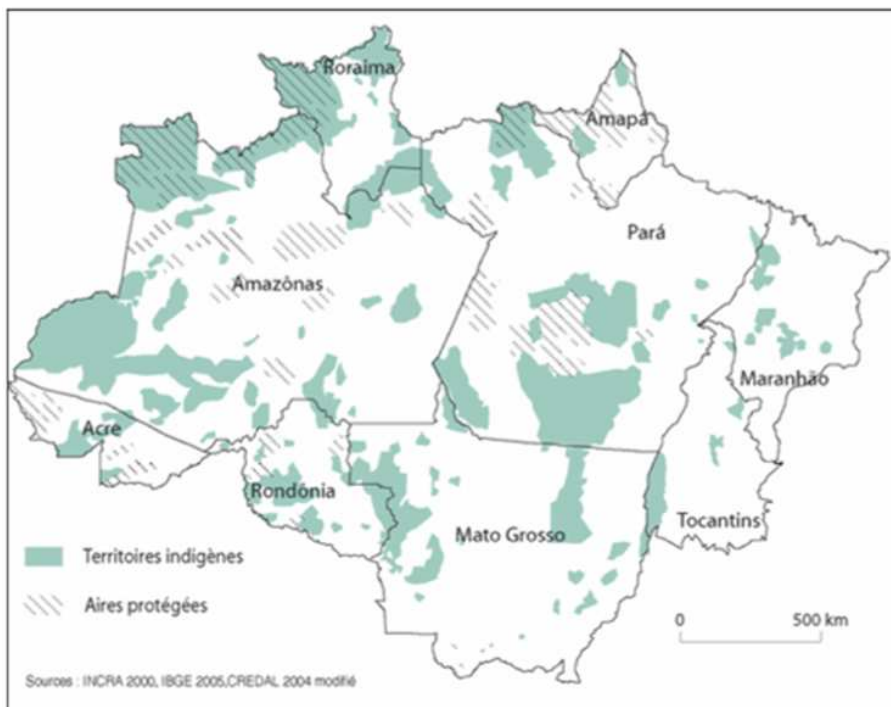 Roraima
Amapá
Pará
Amazônas
Maranhão
Acre
Rondônia
Mato Grosso
Tocantins
Territoires indigènes
Aires protégées
0 500 km
Sources : INCRA 2000, IBGE 2005,CREDAL 2004 modifié